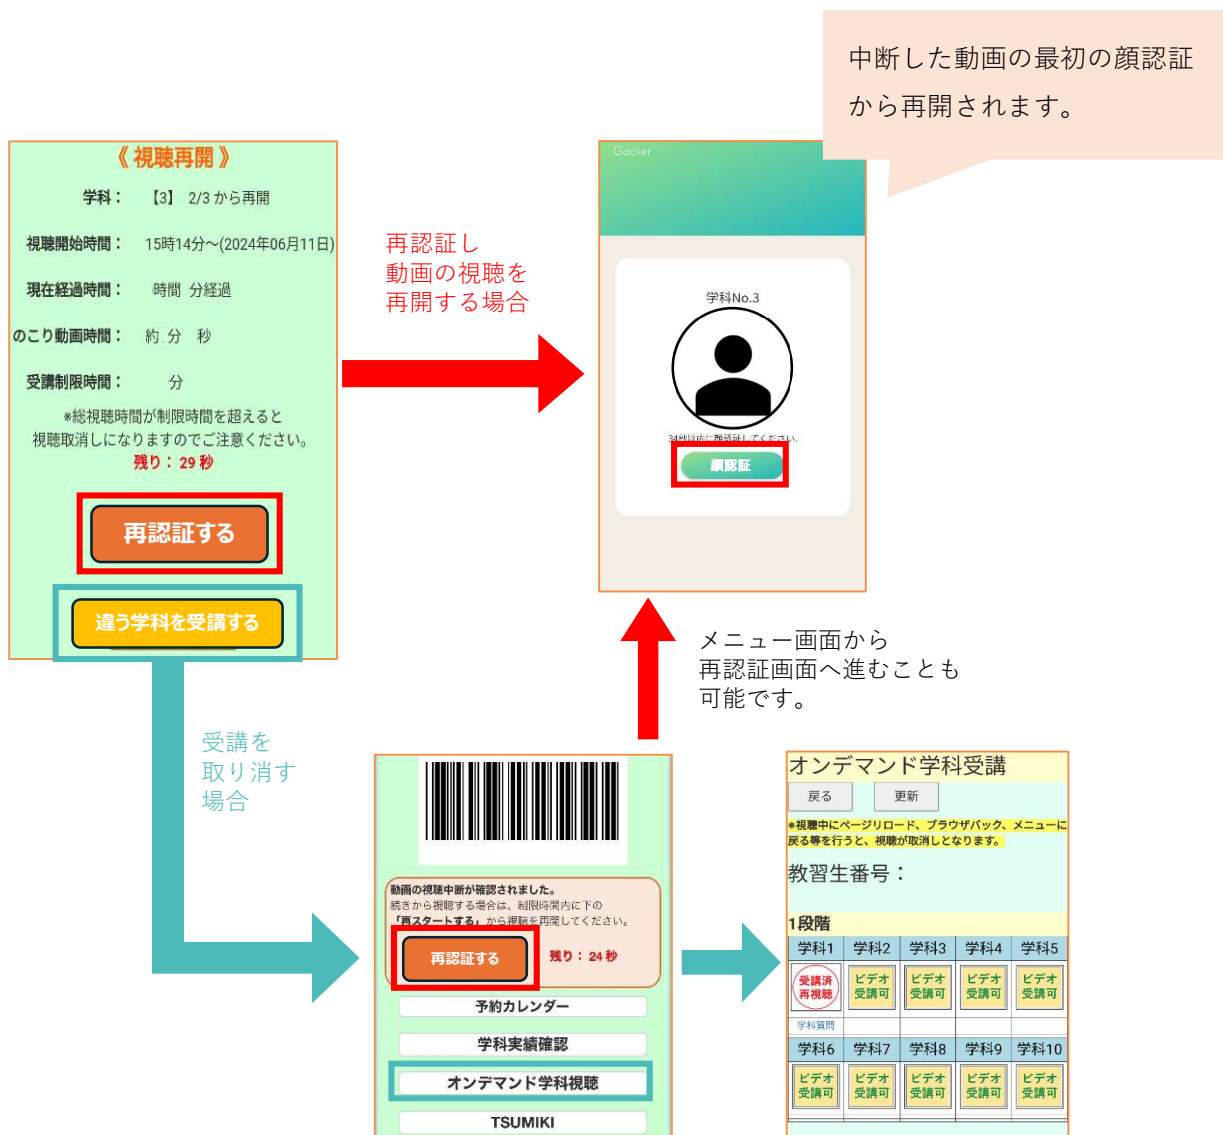 中断した動画の最初の顔認証
から再開されます。
《 視聴再開 》
学科： 【3】 2/3 から再開
視聴開始時間： 15時14分～(2024年06月11日)
現在経過時間： 時間 分経過
のこり動画時間： 約 分 秒
受講制限時間： 分
※総視聴時間が制限時間を超えると
視聴取消しになりますのでご注意ください。
残り： 29 秒
再認証する
違う学科を受講する
再認証し
動画の視聴を
再開する場合
Gacker
学科No.3
34秒以内に顔認証してください。
顔認証
メニュー画面から
再認証画面へ進むことも
可能です。
受講を
取り消す
場合
動画の視聴中断が確認されました。
続きから視聴する場合は、制限時間内に下の
「再スタートする」から視聴を再開してください。
再認証する
残り： 24 秒
予約カレンダー
学科実績確認
オンデマンド学科視聴
TSUMIKI
オンデマンド学科受講
戻る 更新
※視聴中にページリロード、ブラウザバック、メニューに
戻る等を行うと、視聴が取消しとなります。
教習生番号：
1段階
学科1 学科2 学科3 学科4 学科5
受講済 ビデオ ビデオ ビデオ ビデオ
再視聴 受講可 受講可 受講可 受講可
学科質問
学科6 学科7 学科8 学科9 学科10
ビデオ ビデオ ビデオ ビデオ ビデオ
受講可 受講可 受講可 受講可 受講可